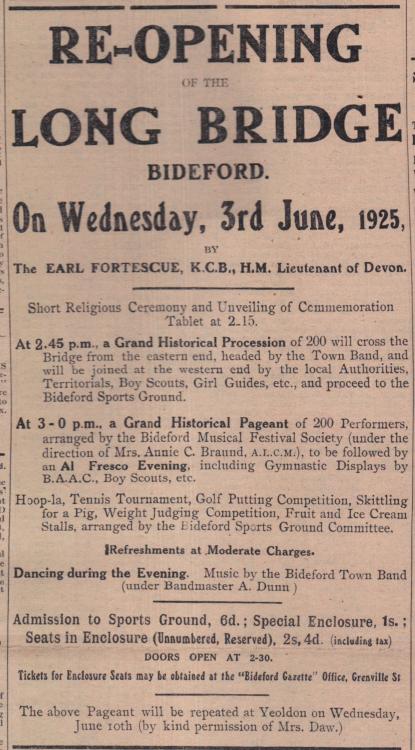 RE-OPENING
OF THE
LONG BRIDGE
BIDEFORD.
On Wednesday, 3rd June, 1925,
BY
The EARL FORTESCUE, K.C.B., H.M. Lieutenant of Devon.
Short Religious Ceremony and Unveiling of Commemoration
Tablet at 2-15.
At 2.45 p.m., a Grand Historical Procession of 200 will cross the
Bridge from the eastern end, headed by the Town Band, and
will be joined at the western end by the local Authorities,
Territorials, Boy Scouts, Girl Guides, etc., and proceed to the
Bideford Sports Ground.
At 3-0 p.m., a Grand Historical Pageant of 200 Performers,
arranged by the Bideford Musical Festival Society (under the
direction of Mrs. Annie C. Braund, A.L.C.M.), to be followed by
an Al Fresco Evening, including Gymnastic Displays by
B.A.A.C., Boy Scouts, etc.
Hoop-la, Tennis Tournament, Golf Putting Competition, Skittling
for a Pig, Weight Judging Competition, Fruit and Ice Cream
Stalls, arranged by the Bideford Sports Ground Committee.
Refreshments at Moderate Charges.
Dancing during the Evening. Music by the Bideford Town Band
(under Bandmaster A. Dunn)
Admission to Sports Ground, 6d.; Special Enclosure, 1s.;
Seats in Enclosure (Unnumbered, Reserved), 2s, 4d. (including tax)
DOORS OPEN AT 2-30.
Tickets for Enclosure Seats may be obtained at the "Bideford Gazette" Office, Grenville St
The above Pageant will be repeated at Yeoldon on Wednesday,
June 10th (by kind permission of Mrs. Daw.)